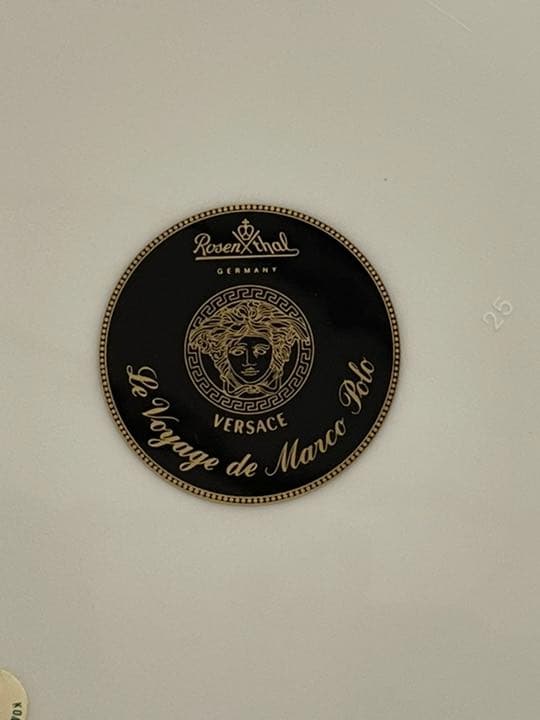 Rosenthal
GERMANY
VERSACE
Le Voyage de Marco Polo
25